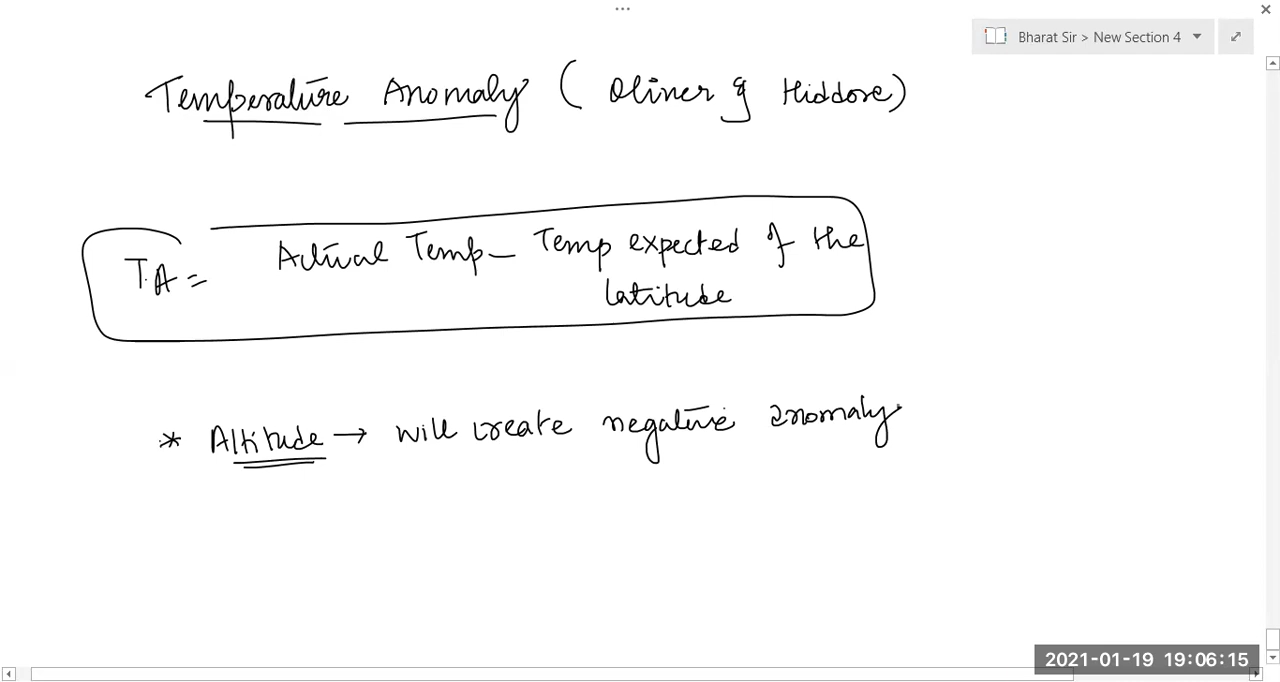 Bharat Sir > New Section 4
Temperature Anomaly ( Oliver & Hiddore)
T.A = Actual Temp - Temp expected of the
latitude
* Altitude → will create negative anomaly
2021-01-19 19:06:15